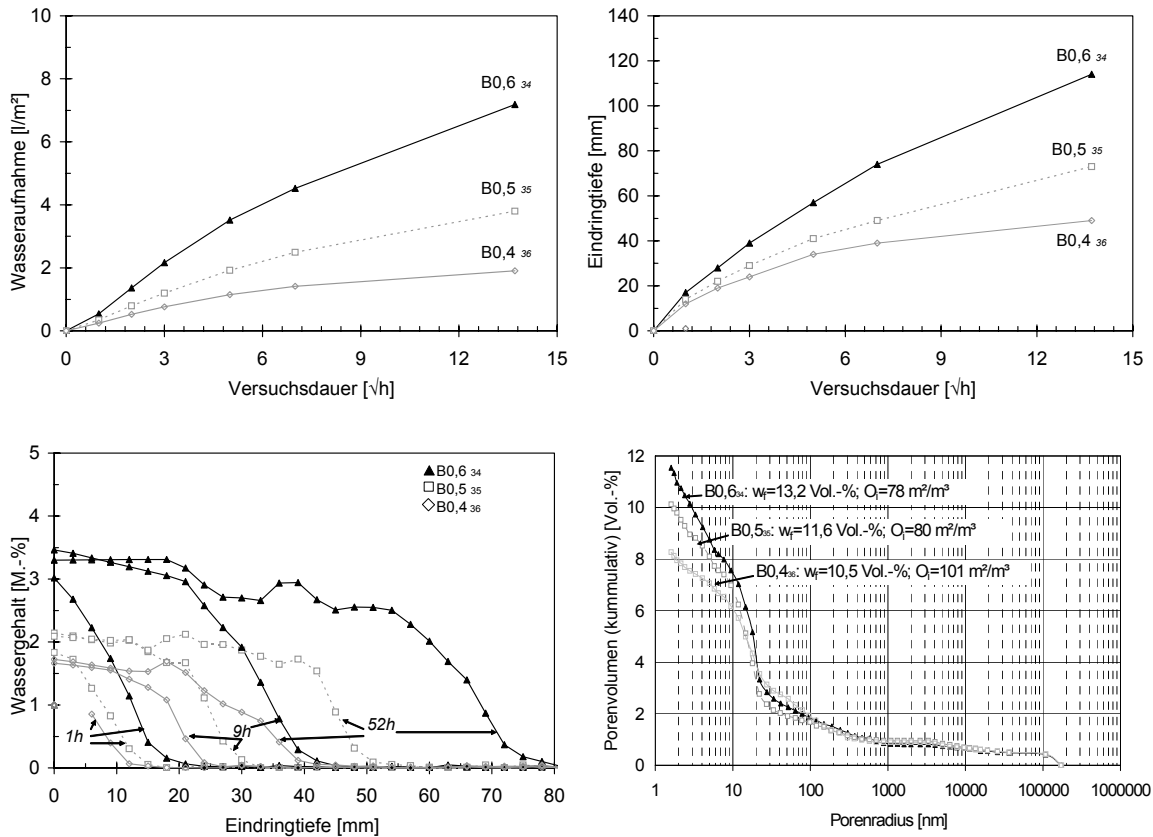 10
8
6
4
2
0
Wasseraufnahme [l/m²]
B0,6 34
B0,5 35
B0,4 36
0 3 6 9 12 15
Versuchsdauer [√h]
140
120
100
80
60
40
20
0
Eindringtiefe [mm]
B0,6 34
B0,5 35
B0,4 36
0 3 6 9 12 15
Versuchsdauer [√h]
5
4
3
2
1
0
Wassergehalt [M.-%]
B0,6 34
B0,5 35
B0,4 36
1h
9h
52h
0 10 20 30 40 50 60 70 80
Eindringtiefe [mm]
12
10
8
6
4
2
0
Porenvolumen (kummulativ) [Vol.-%]
B0,634: wf=13,2 Vol.-%; Oi=78 m²/m³
B0,535: wf=11,6 Vol.-%; Oi=80 m²/m³
B0,436: wf=10,5 Vol.-%; Oi=101 m²/m³
1 10 100 1000 10000 100000 1000000
Porenradius [nm]